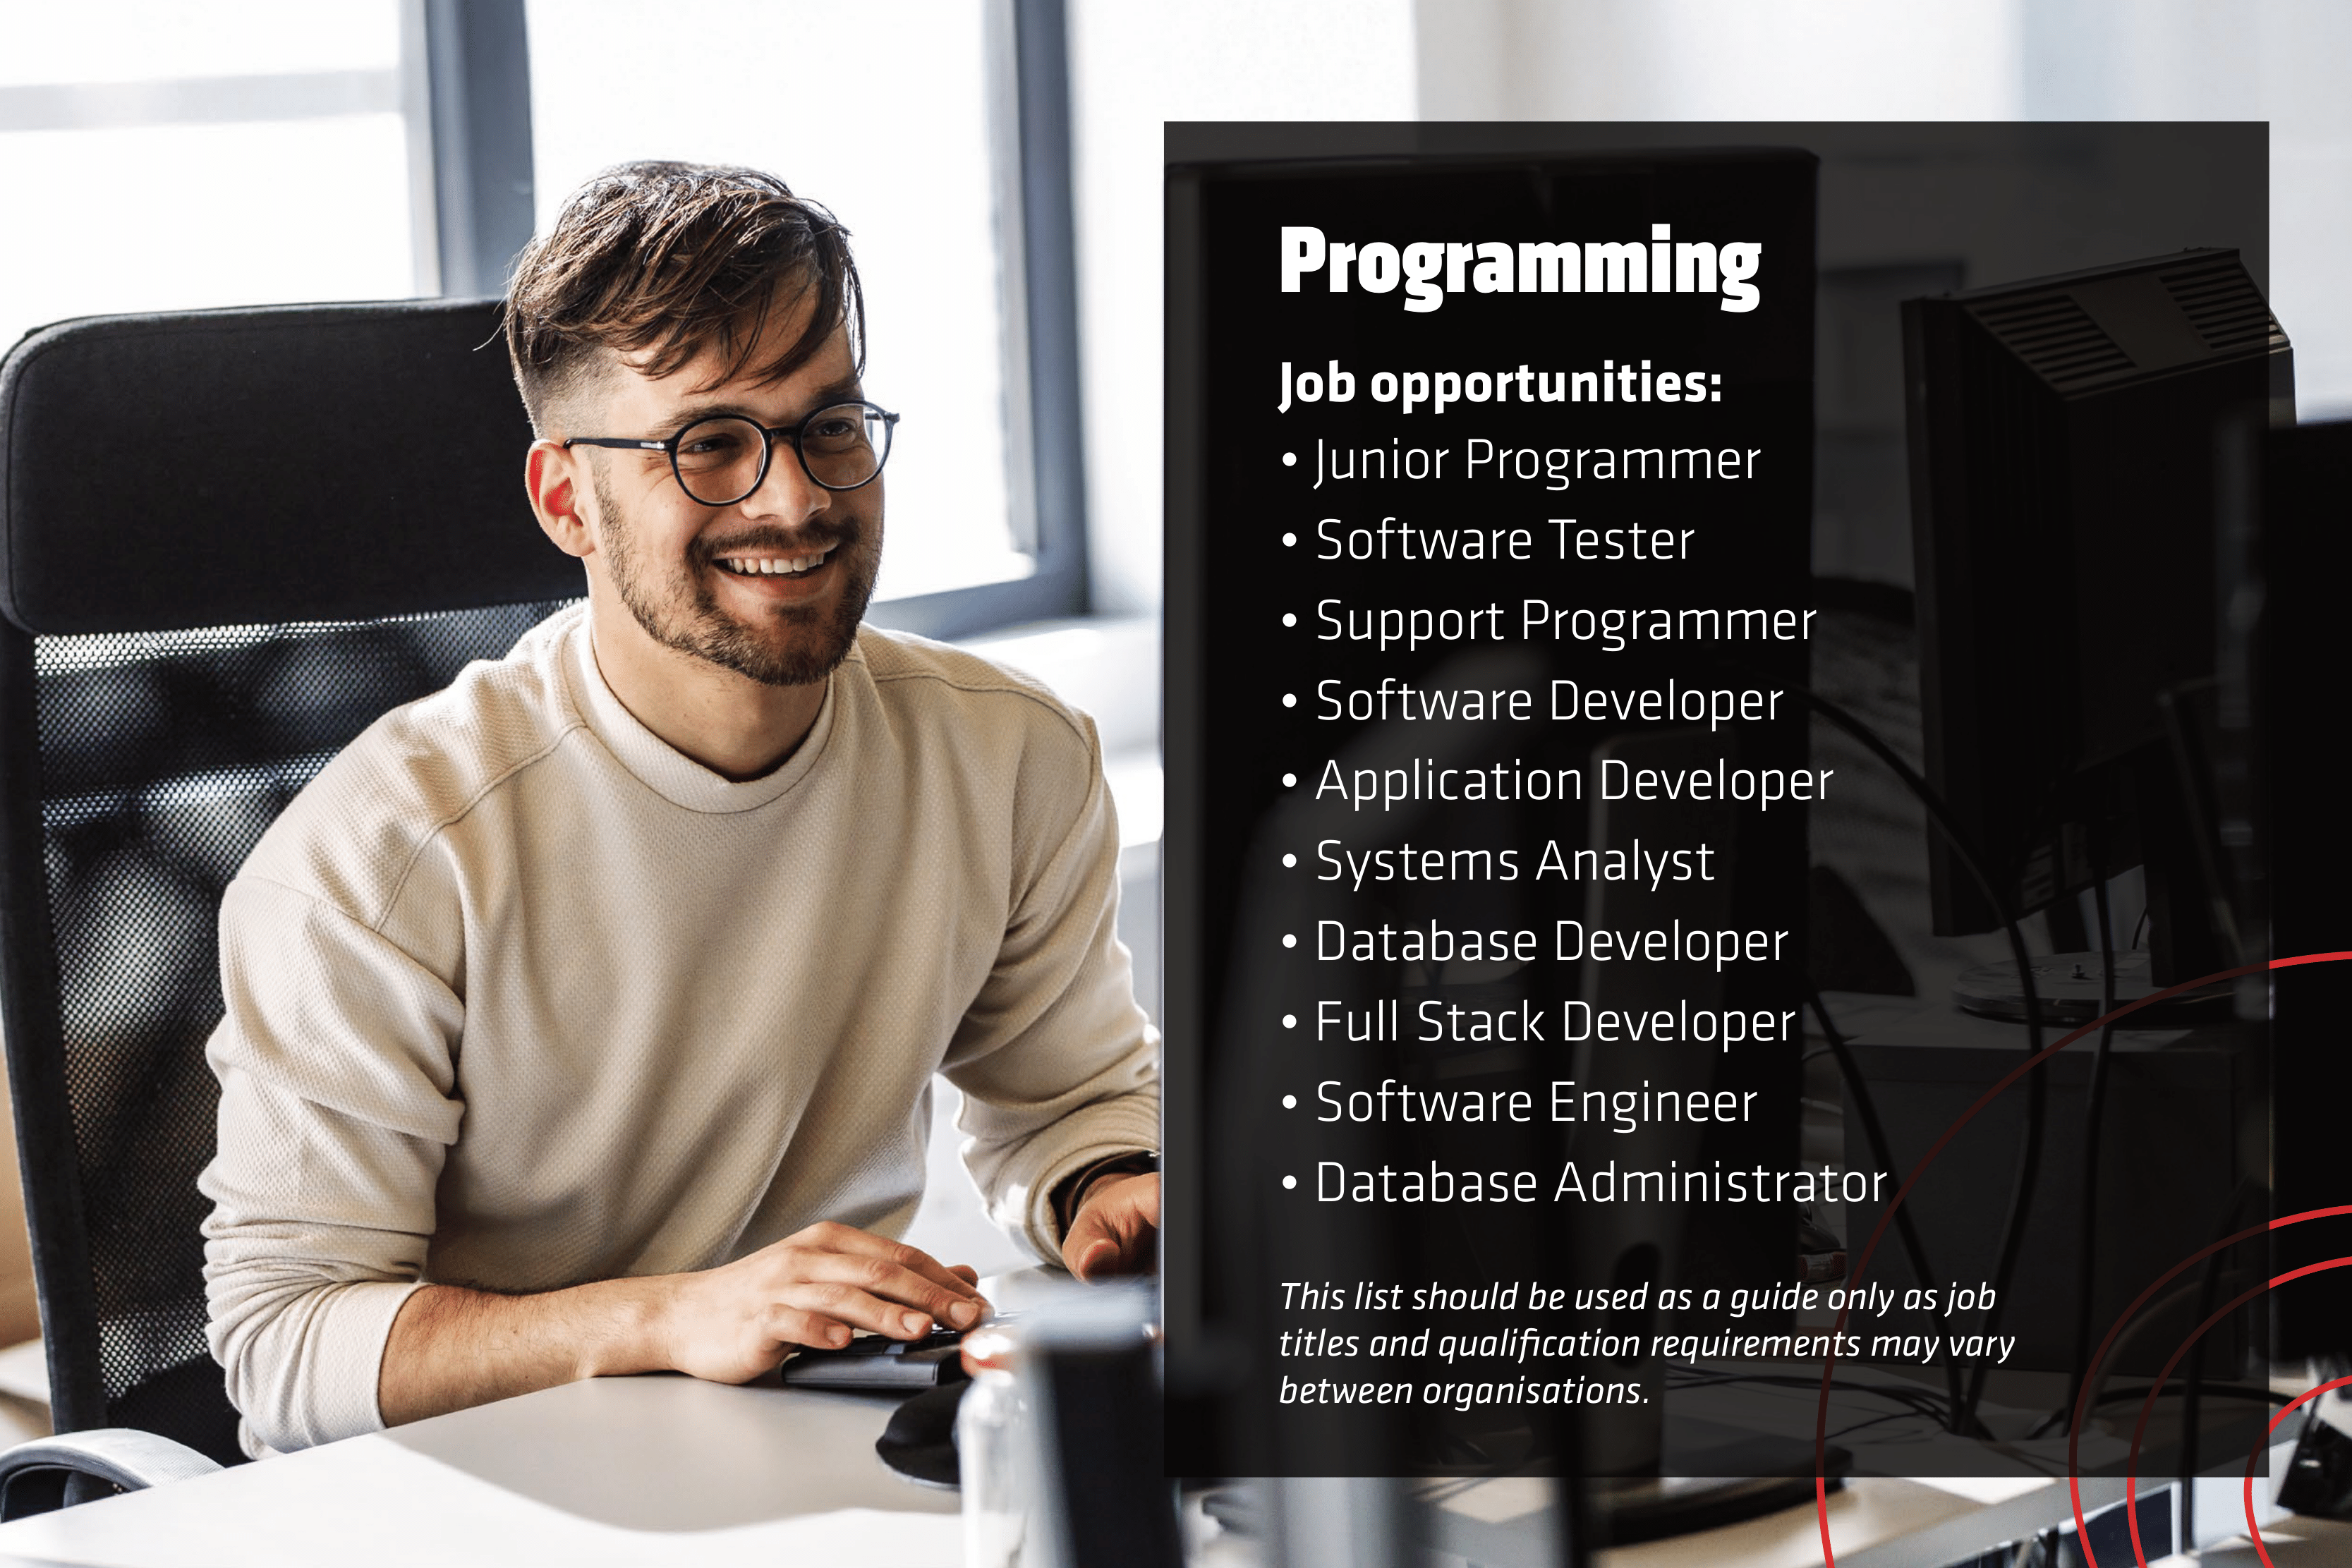 Programming
Job opportunities:
• Junior Programmer
• Software Tester
• Support Programmer
• Software Developer
• Application Developer
• Systems Analyst
• Database Developer
• Full Stack Developer
• Software Engineer
• Database Administrator
This list should be used as a guide only as job
titles and qualification requirements may vary
between organisations.